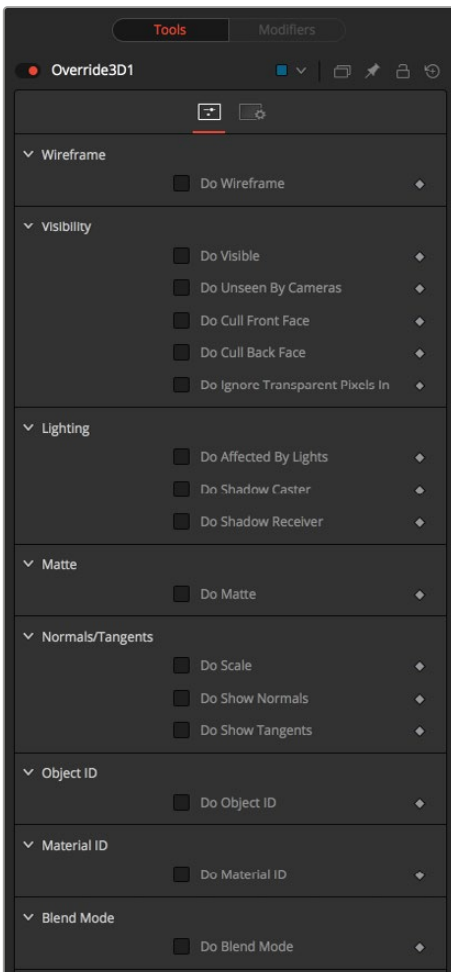 Tools
Modifiers
Override3D1
Wireframe
Do Wireframe
Visibility
Do Visible
Do Unseen By Cameras
Do Cull Front Face
Do Cull Back Face
Do Ignore Transparent Pixels In
Lighting
Do Affected By Lights
Do Shadow Caster
Do Shadow Receiver
Matte
Do Matte
Normals/Tangents
Do Scale
Do Show Normals
Do Show Tangents
Object ID
Do Object ID
Material ID
Do Material ID
Blend Mode
Do Blend Mode